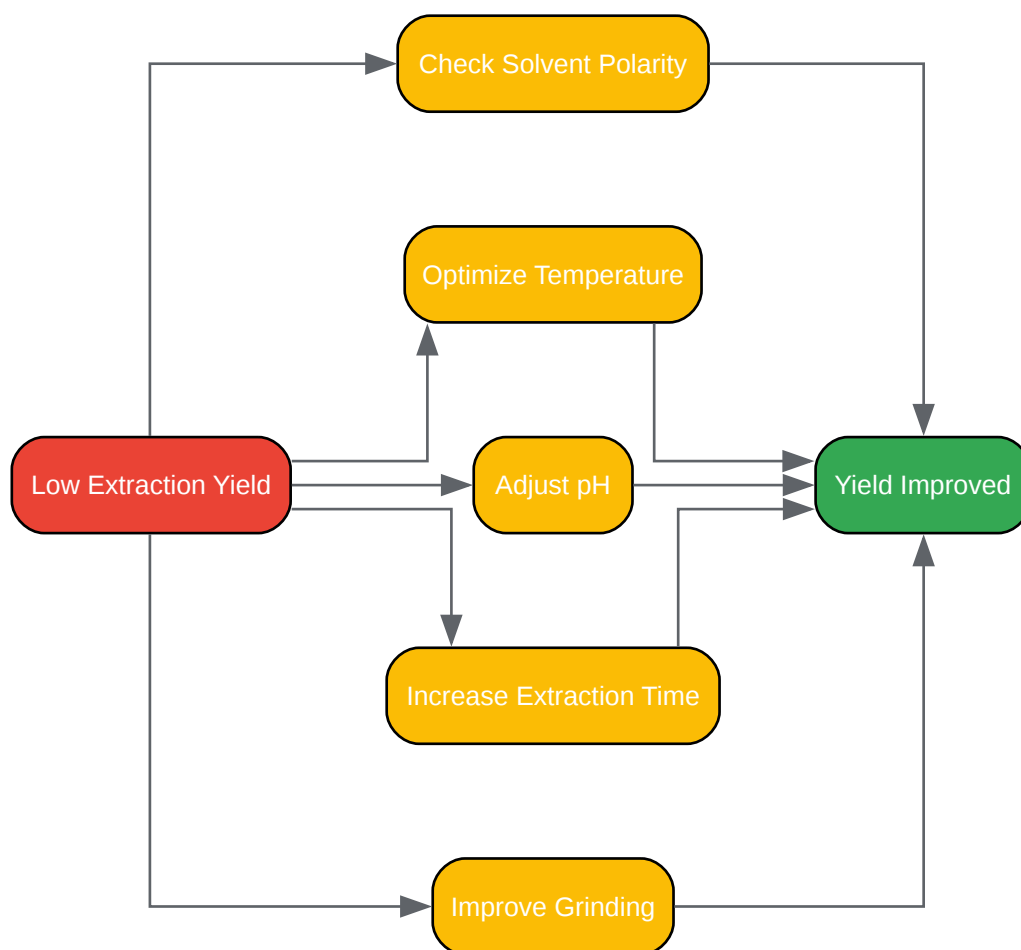 Check Solvent Polarity
Optimize Temperature
Low Extraction Yield
Adjust pH
Yield Improved
Increase Extraction Time
Improve Grinding